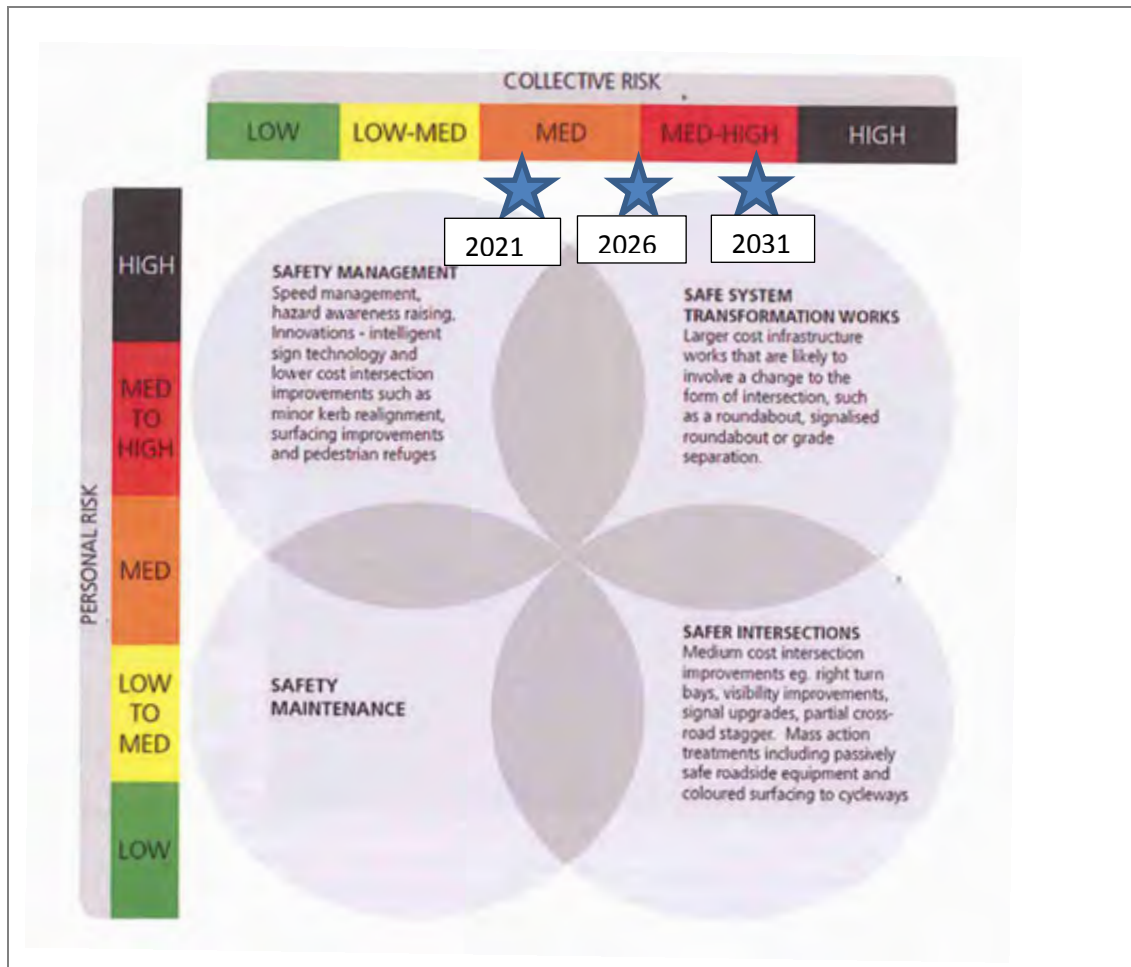 COLLECTIVE RISK
LOW
LOW-MED
MED
MED-HIGH
HIGH
2021
2026
2031
PERSONAL RISK
HIGH
MED
TO
HIGH
MED
LOW
TO
MED
LOW
SAFETY MANAGEMENT
Speed management,
hazard awareness raising.
Innovations - intelligent
sign technology and
lower cost intersection
improvements such as
minor kerb realignment,
surfacing improvements
and pedestrian refuges
SAFE SYSTEM
TRANSFORMATION WORKS
Larger cost infrastructure
works that are likely to
involve a change to the
form of intersection, such
as a roundabout, signalised
roundabout or grade
separation.
SAFETY
MAINTENANCE
SAFER INTERSECTIONS
Medium cost intersection
improvements eg. right turn
bays, visibility improvements,
signal upgrades, partial cross-
road stagger. Mass action
treatments including passively
safe roadside equipment and
coloured surfacing to cycleways